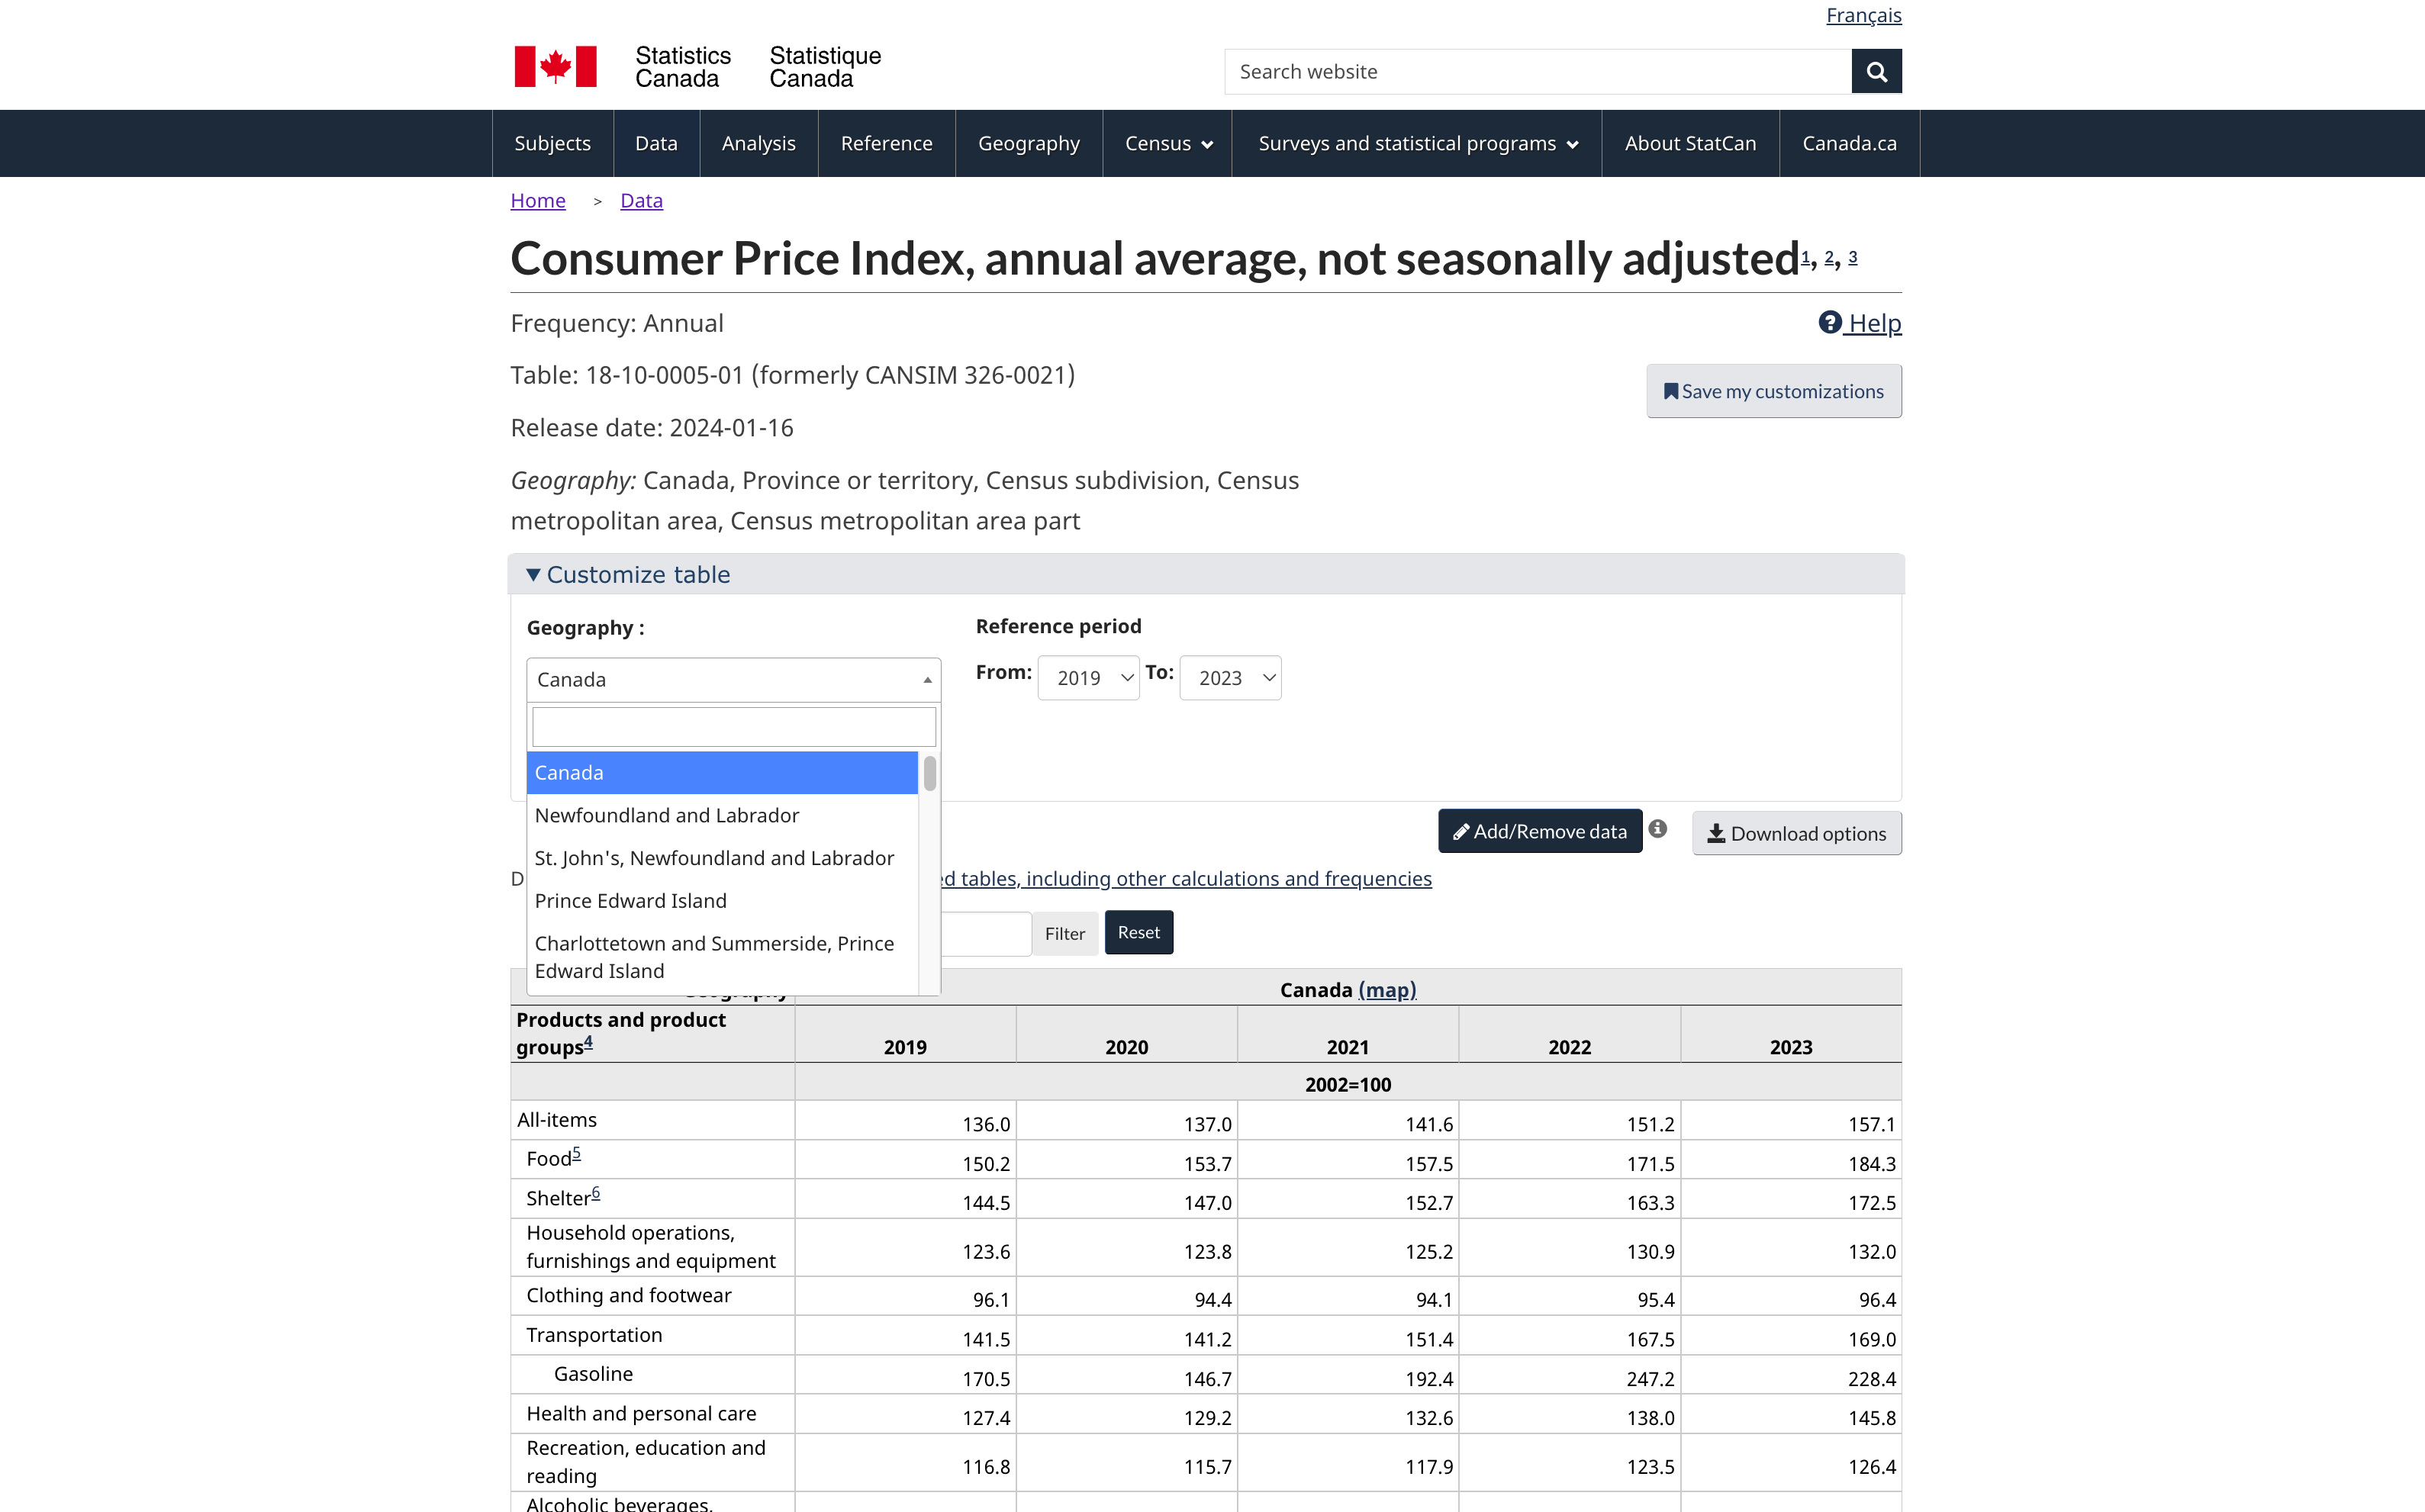 Français
Statistics Canada
Statistique Canada
Search website
Subjects
Data
Analysis
Reference
Geography
Census
Surveys and statistical programs
About StatCan
Canada.ca
Home > Data
Consumer Price Index, annual average, not seasonally adjusted1, 2, 3
Frequency: Annual
Help
Table: 18-10-0005-01 (formerly CANSIM 326-0021)
Save my customizations
Release date: 2024-01-16
Geography: Canada, Province or territory, Census subdivision, Census
metropolitan area, Census metropolitan area part
Customize table
Geography :
Canada
Canada
Newfoundland and Labrador
St. John's, Newfoundland and Labrador
Prince Edward Island
Charlottetown and Summerside, Prince
Edward Island
Reference period
From: 2019 To: 2023
Add/Remove data
Download options
tables, including other calculations and frequencies
Filter
Reset
Geography Canada (map)
Products and product
groups4 2019 2020 2021 2022 2023
2002=100
All-items 136.0 137.0 141.6 151.2 157.1
Food5 150.2 153.7 157.5 171.5 184.3
Shelter6 144.5 147.0 152.7 163.3 172.5
Household operations,
furnishings and equipment 123.6 123.8 125.2 130.9 132.0
Clothing and footwear 96.1 94.4 94.1 95.4 96.4
Transportation 141.5 141.2 151.4 167.5 169.0
Gasoline 170.5 146.7 192.4 247.2 228.4
Health and personal care 127.4 129.2 132.6 138.0 145.8
Recreation, education and
reading 116.8 115.7 117.9 123.5 126.4
Alcoholic beverages,